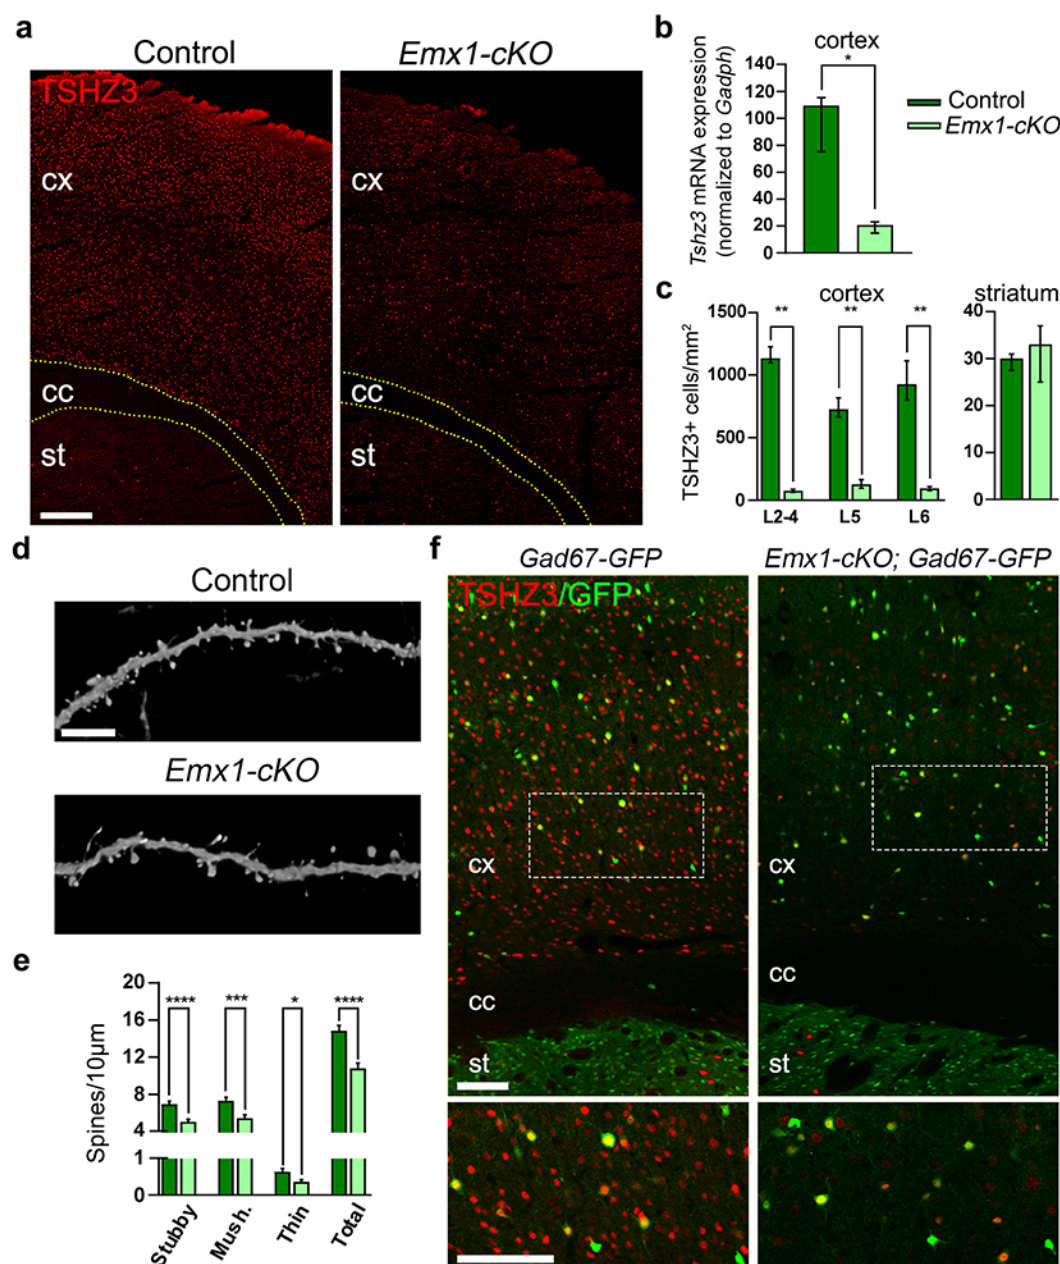 a
Control
Emx1-cKO
TSHZ3
cx
cc
st
b
cortex
*
Tshz3 mRNA expression
(normalized to Gadph)
140
120
100
80
60
40
20
0
Control
Emx1-cKO
c
cortex
striatum
TSHZ3+ cells/mm²
1500
1000
500
0
** ** **
L2-4 L5 L6
40
30
20
10
0
d
Control
Emx1-cKO
e
Spines/10µm
20
16
12
8
4
1
0
**** *** * ****
Stubby
Mush.
Thin
Total
f
Gad67-GFP
Emx1-cKO; Gad67-GFP
TSHZ3/GFP
cx
cc
st
cx
cc
st